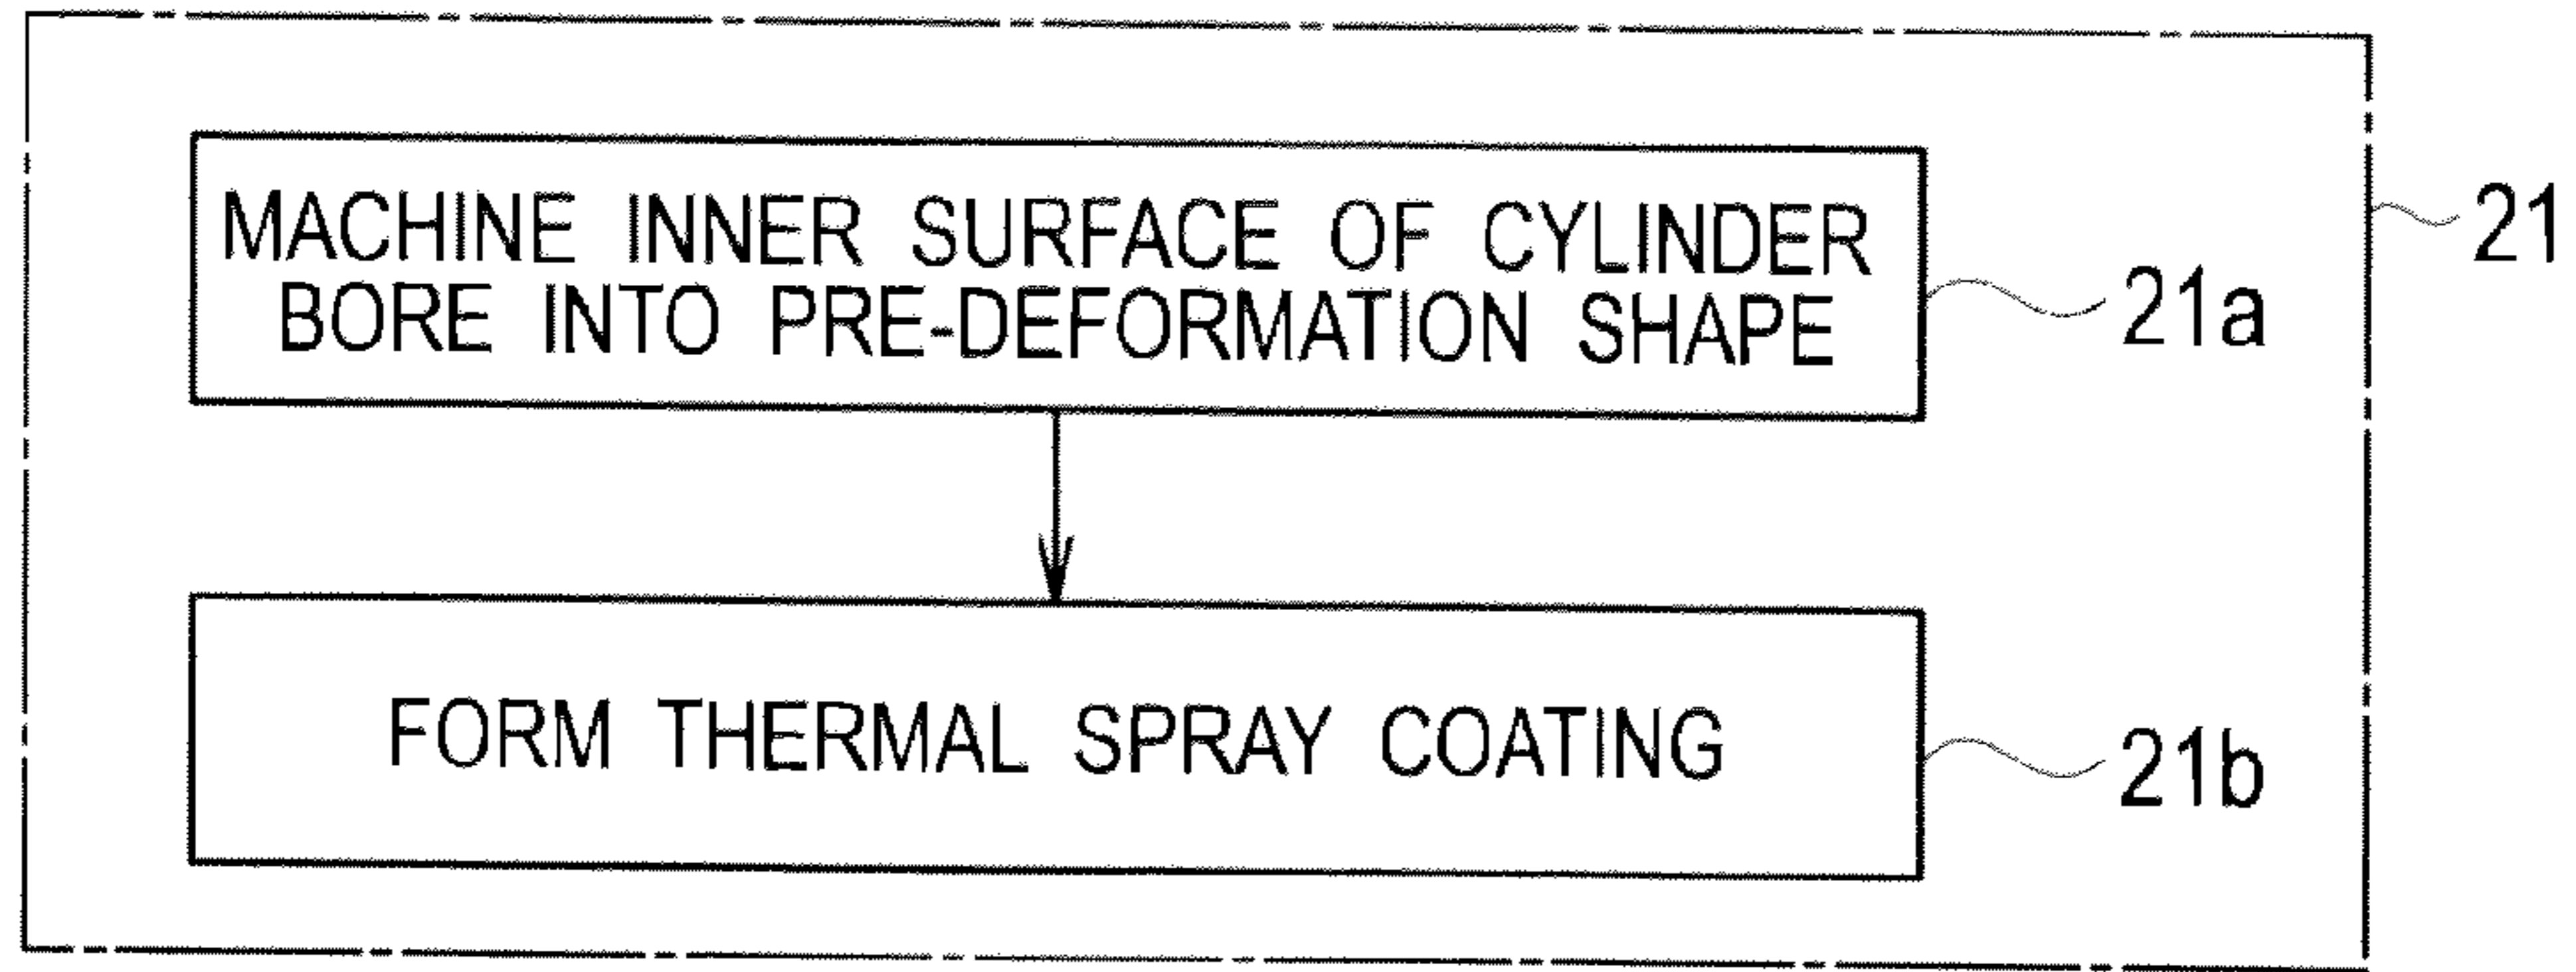 MACHINE INNER SURFACE OF CYLINDER
BORE INTO PRE-DEFORMATION SHAPE
21
21a
FORM THERMAL SPRAY COATING
21b